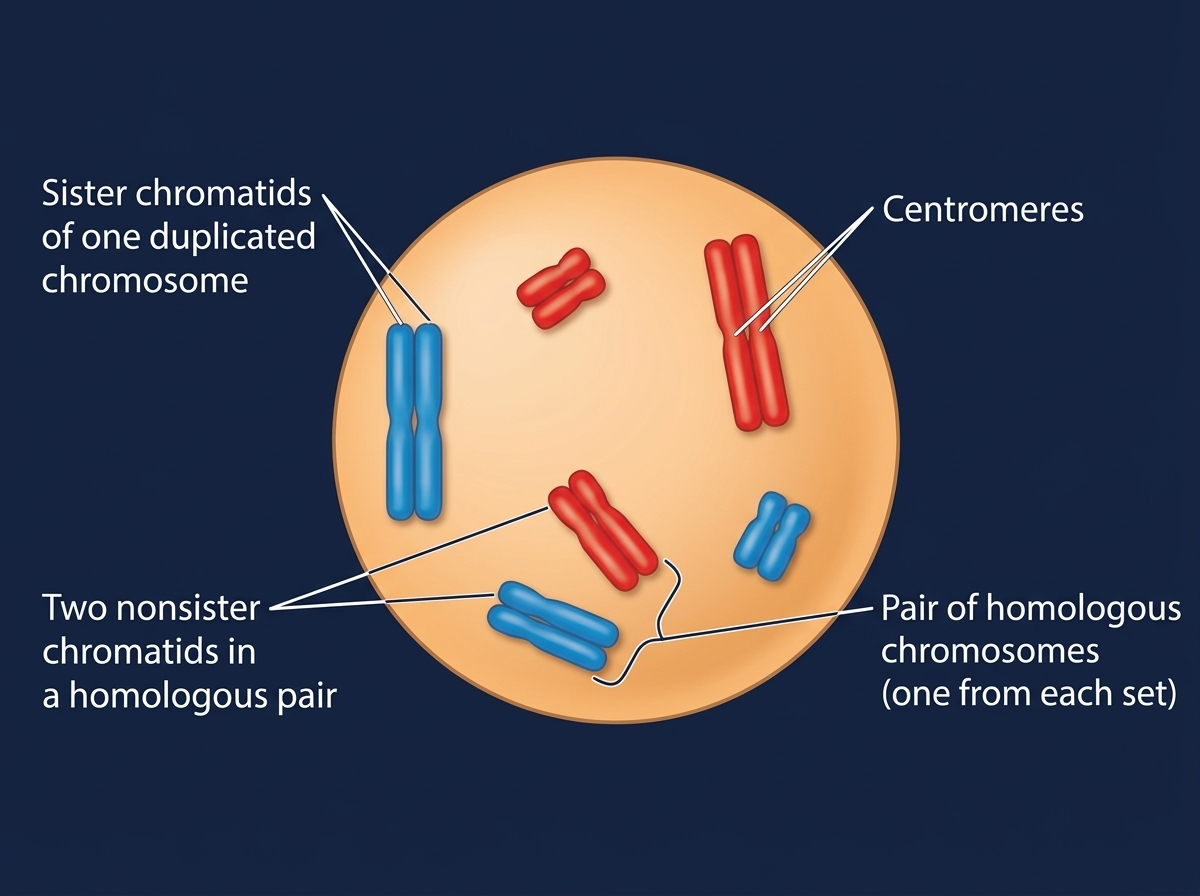 Sister chromatids
of one duplicated
chromosome
Centromeres
Two nonsister
chromatids in
a homologous pair
Pair of homologous
chromosomes
(one from each set)